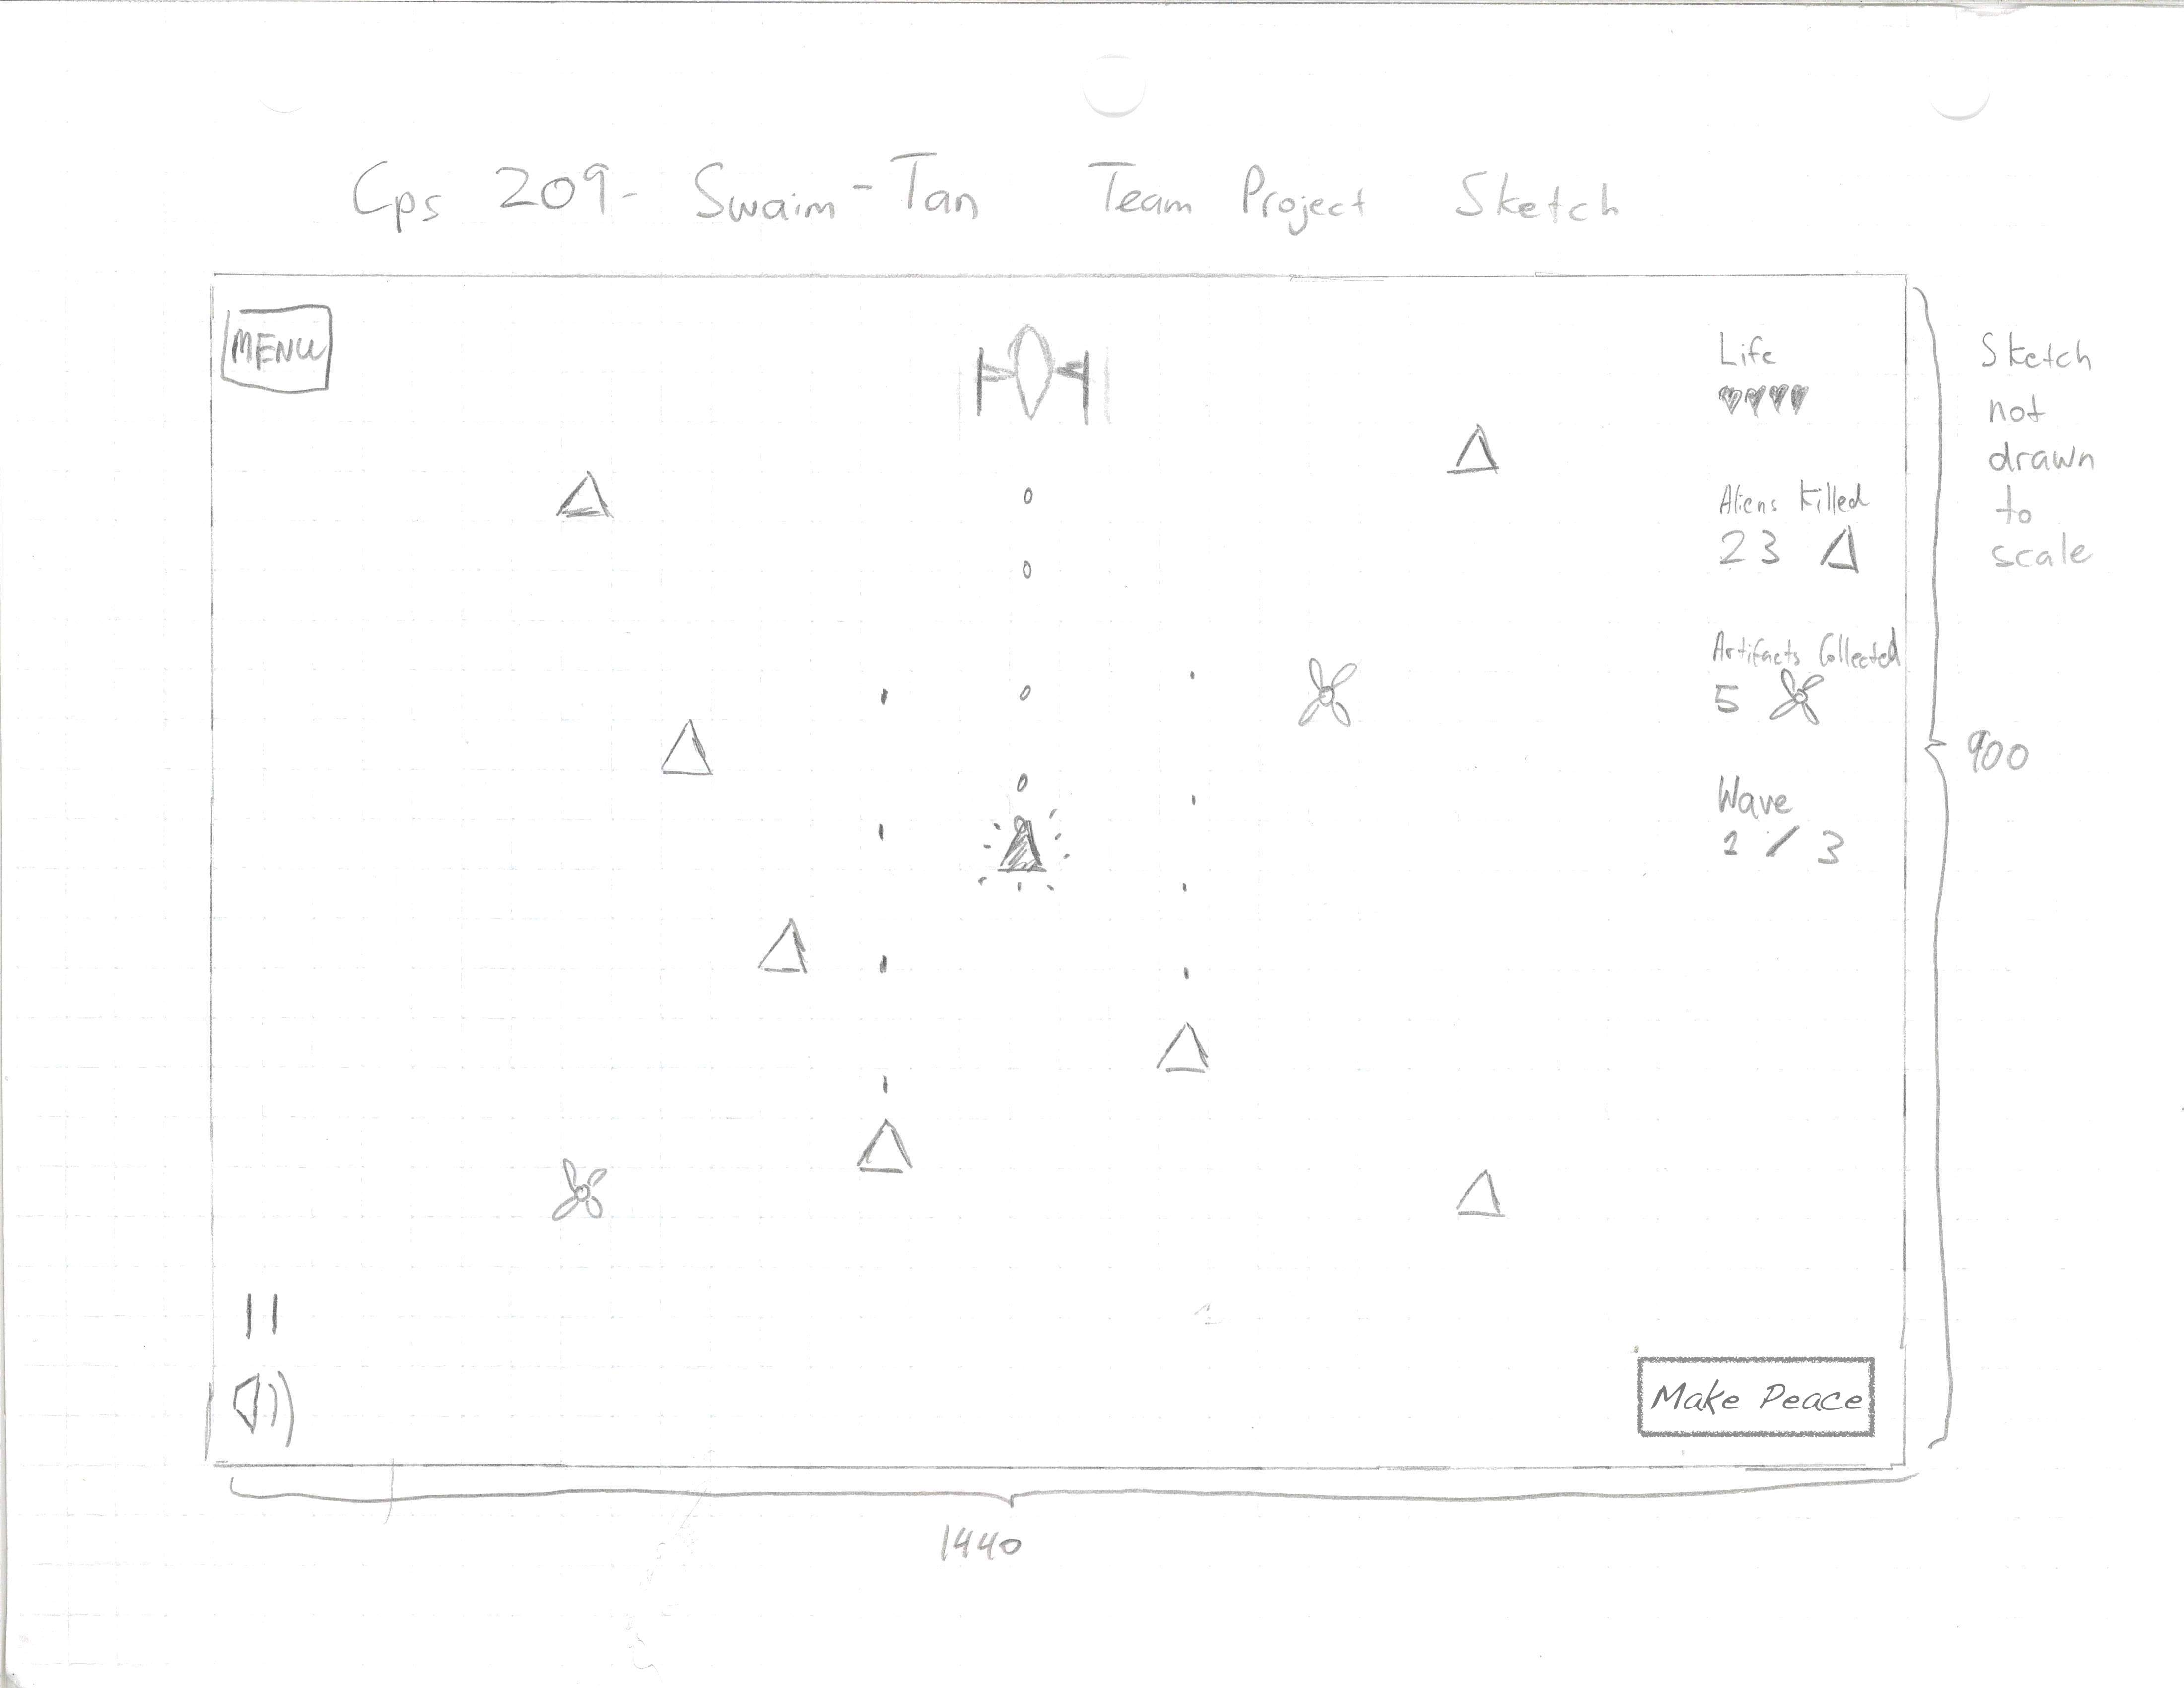 Cps 209- Swaim-Tan Team Project Sketch
MENU
Life
Aliens Killed
23
Artifacts Collected
5
Wave
1 / 3
Make Peace
Sketch
not
drawn
to
scale
900
1440